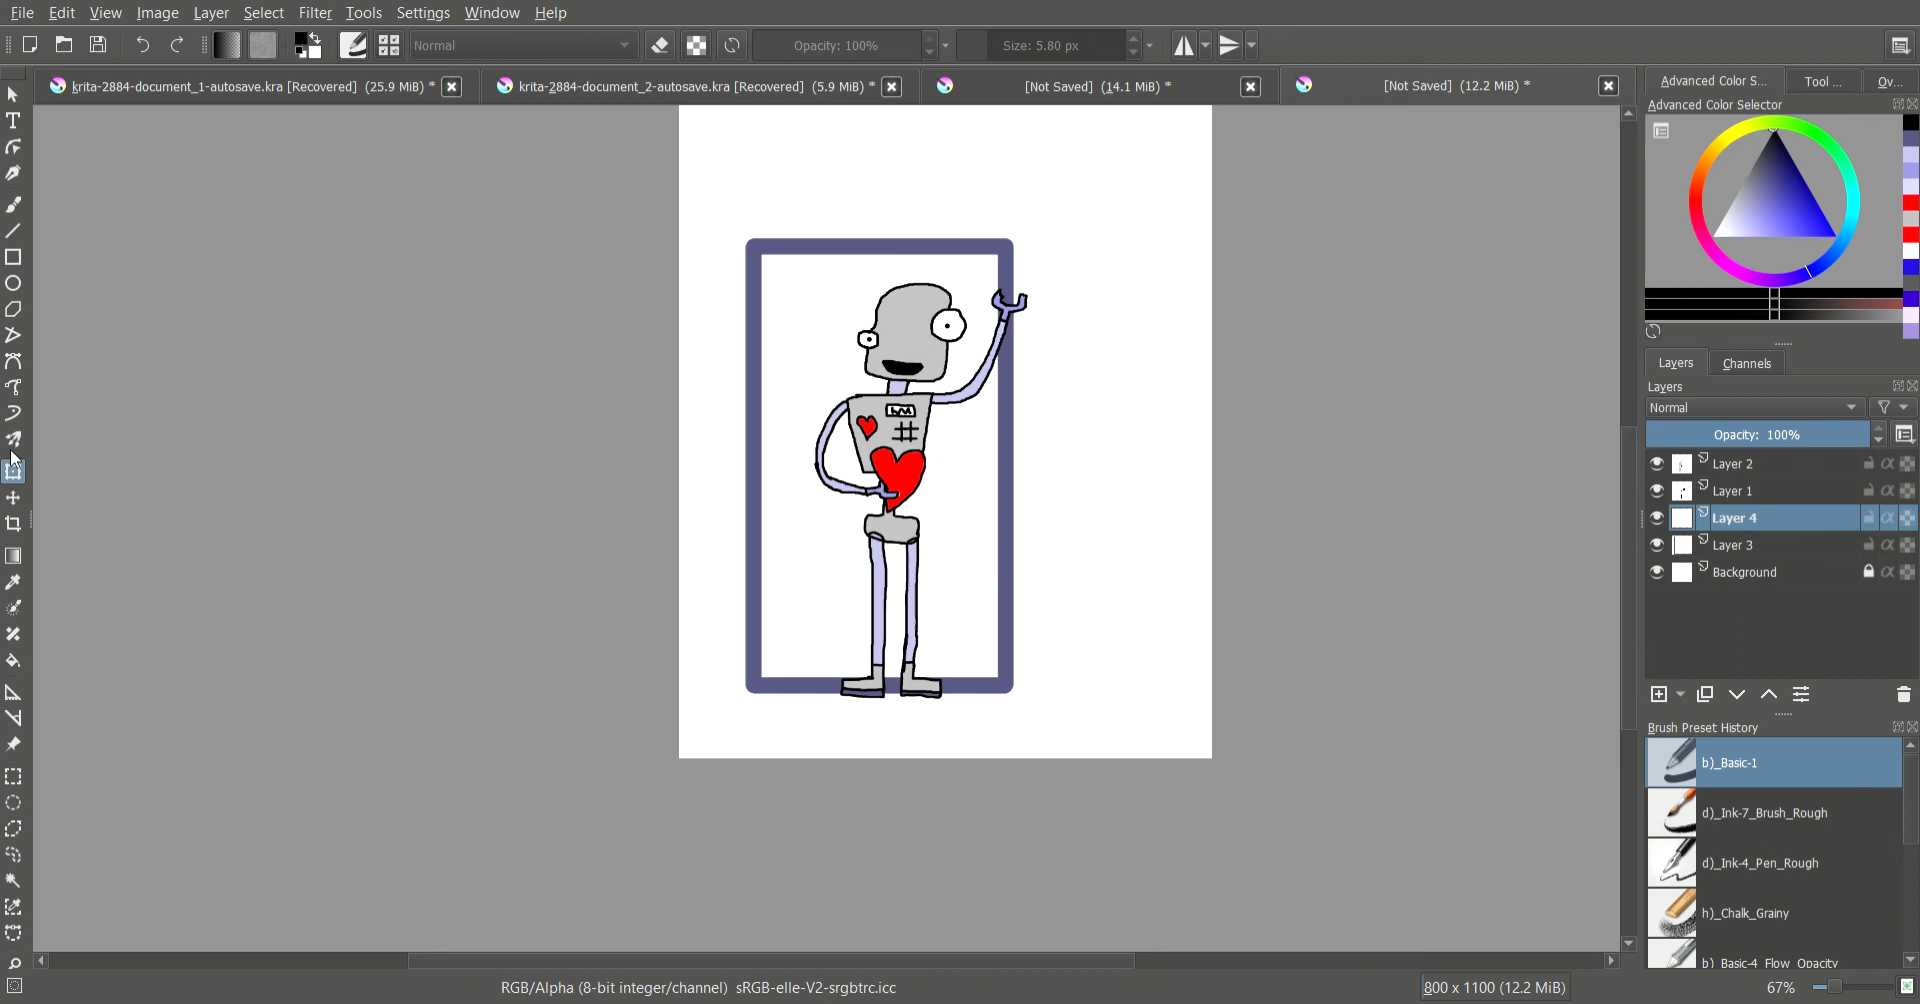 File Edit View Image Layer Select Filter Tools Settings Window Help
Normal Opacity: 100% Size: 5.80 px
krita-2884-document_1-autosave.kra [Recovered] (25.9 MiB) * krita-2884-document_2-autosave.kra [Recovered] (5.9 MiB) * [Not Saved] (14.1 MiB) * [Not Saved] (12.2 MiB) *
Advanced Color S... Tool ... Ov...
Advanced Color Selector
Layers Channels
Layers
Normal
Opacity: 100%
Layer 2
Layer 1
Layer 4
Layer 3
Background
Brush Preset History
b)_Basic-1
d)_Ink-7_Brush_Rough
d)_Ink-4_Pen_Rough
h)_Chalk_Grainy
b)_Basic-4_Flow_Opacity
RGB/Alpha (8-bit integer/channel) sRGB-elle-V2-srgbtrc.icc 800 x 1100 (12.2 MiB) 67%